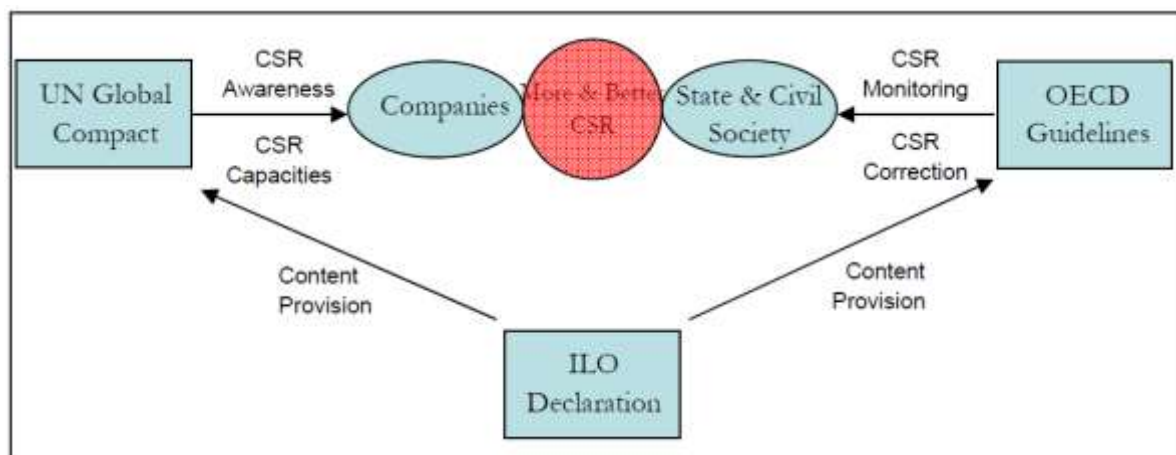 UN Global
Compact
CSR
Awareness
CSR
Capacities
Companies
More & Better
CSR
State & Civil
Society
CSR
Monitoring
CSR
Correction
OECD
Guidelines
Content
Provision
Content
Provision
ILO
Declaration